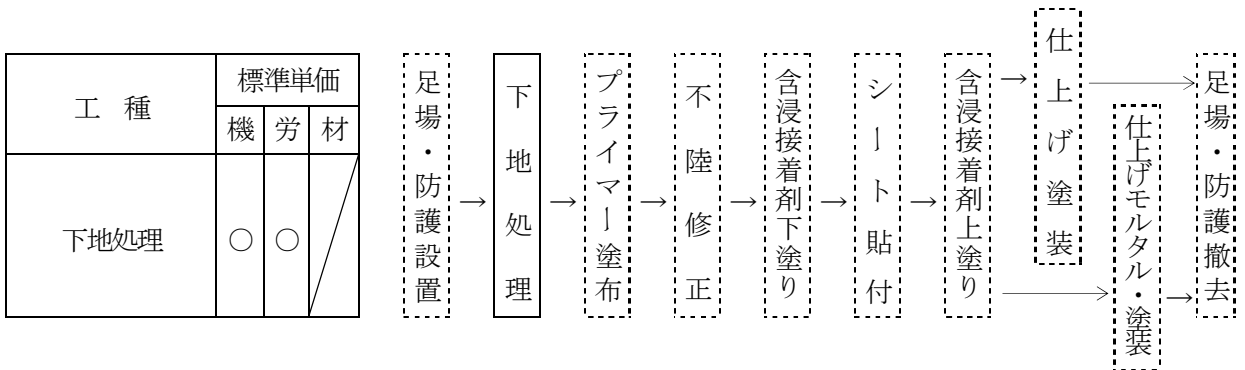 工 種
標準単価
機 労 材
下地処理 ○ ○
足場・防護設置
→
下地処理
→
プライマー塗布
→
不陸修正
→
含浸接着剤下塗り
→
シート貼付
→
含浸接着剤上塗り
→
仕上げ塗装
→
仕上げモルタル・塗装
→
足場・防護撤去